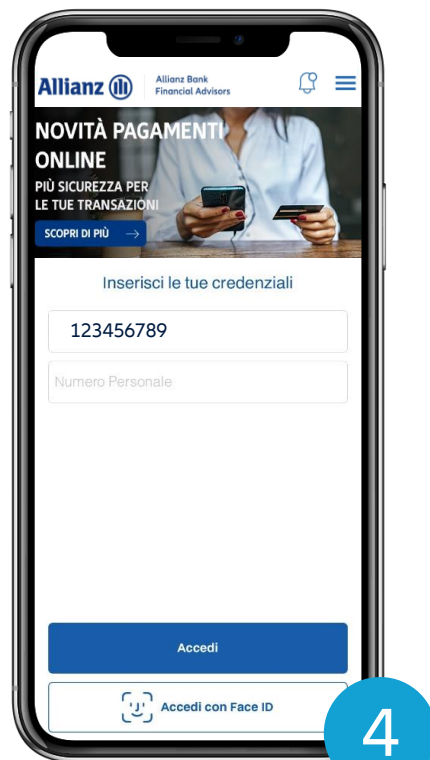 Allianz
Allianz Bank
Financial Advisors
NOVITÀ PAGAMENTI
ONLINE
PIÙ SICUREZZA PER
LE TUE TRANSAZIONI
SCOPRI DI PIÙ →
Inserisci le tue credenziali
123456789
Numero Personale
Accedi
Accedi con Face ID
4